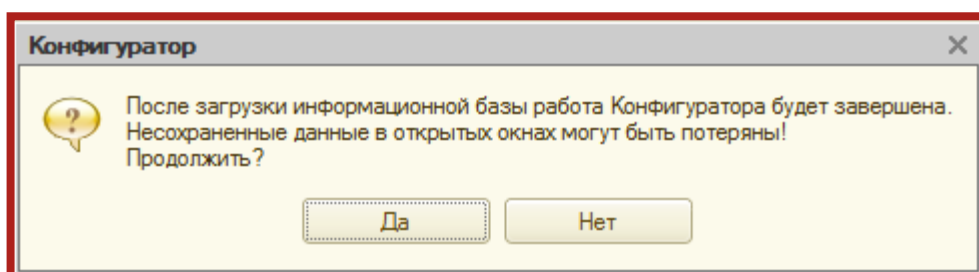 Конфигуратор
После загрузки информационной базы работа Конфигуратора будет завершена.
Несохраненные данные в открытых окнах могут быть потеряны!
Продолжить?
Да
Нет